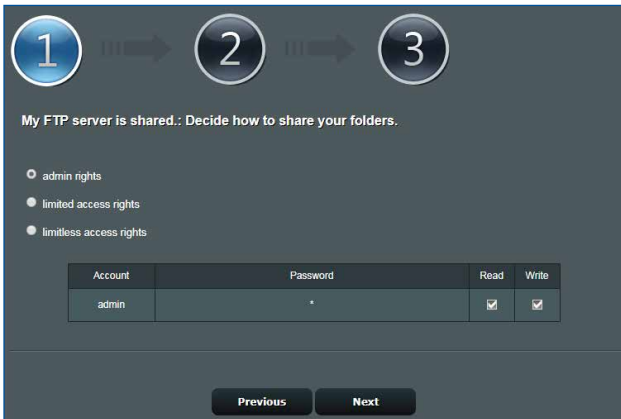 1 2 3
My FTP server is shared.: Decide how to share your folders.
admin rights
limited access rights
limitless access rights
Account Password Read Write
admin *
Previous Next